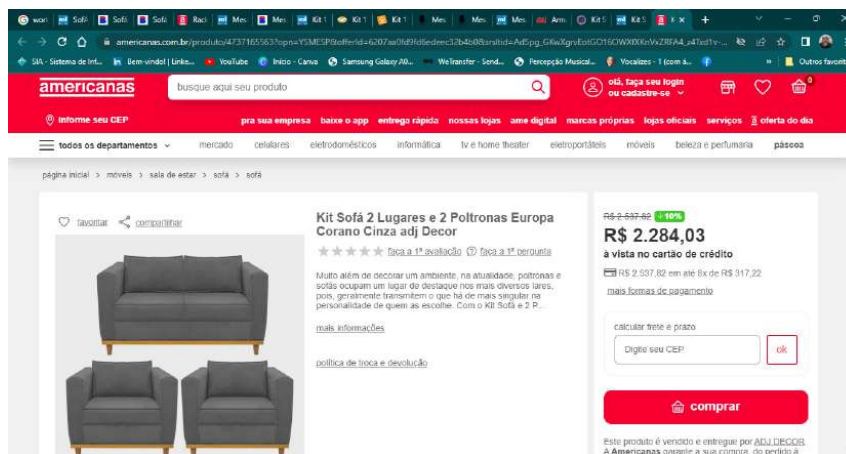 americanas.com.br/produto/4737165563?
SIA - Sistema de Inf... Bem-vindo! | Linke... YouTube Início - Canva Samsung Galaxy A0... WeTransfer - Send... Percepção Musical... Vocalizes - 1 (com a... » Outros favorit
americanas
busque aqui seu produto
olá, faça seu login
ou cadastre-se
0
informe seu CEP
pra sua empresa baixe o app entrega rápida nossas lojas ame digital marcas próprias lojas oficiais serviços oferta do dia
todos os departamentos mercado celulares eletrodomésticos informática tv e home theater eletroportáteis móveis beleza e perfumaria páscoa
página inicial > móveis > sala de estar > sofá > sofá
favoritar compartilhar
Kit Sofá 2 Lugares e 2 Poltronas Europa
Corano Cinza adj Decor
faça a 1ª avaliação faça a 1ª pergunta
Muito além de decorar um ambiente, na atualidade, poltronas e
sofás ocupam um lugar de destaque nos mais diversos lares,
pois, geralmente transmitem o que há de mais singular na
personalidade de quem as escolhe. Com o Kit Sofá e 2 P...
mais informações
política de troca e devolução
R$ 2.537,82 10%
R$ 2.284,03
à vista no cartão de crédito
R$ 2.537,82 em até 8x de R$ 317,22
mais formas de pagamento
calcular frete e prazo
Digite seu CEP
ok
comprar
Este produto é vendido e entregue por ADJ DECOR.
A Americanas garante a sua compra, do pedido à